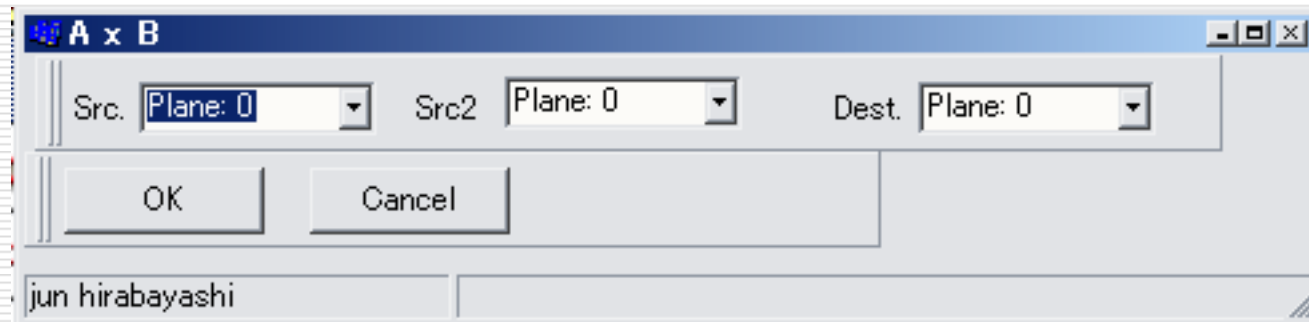 A x B
Src. Plane: 0 Src2 Plane: 0 Dest. Plane: 0
OK Cancel
jun hirabayashi